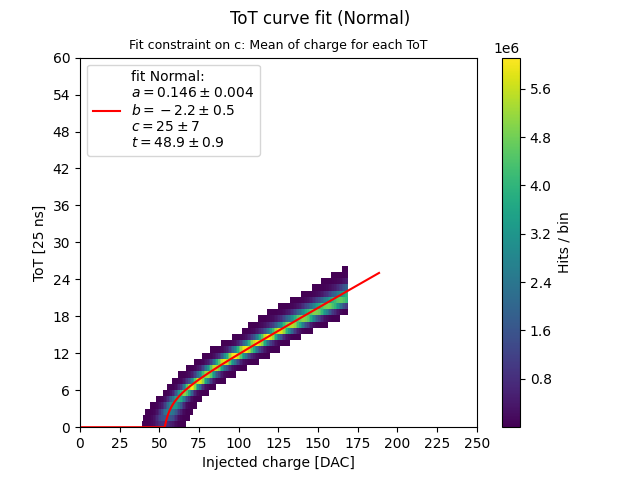 ToT curve fit (Normal)
Fit constraint on c: Mean of charge for each ToT
1e6
fit Normal:
a = 0.146 ± 0.004
b = −2.2 ± 0.5
c = 25 ± 7
t = 48.9 ± 0.9
60
54
48
42
36
30
24
18
12
6
0
ToT [25 ns]
0 25 50 75 100 125 150 175 200 225 250
Injected charge [DAC]
5.6
4.8
4.0
3.2
2.4
1.6
0.8
Hits / bin